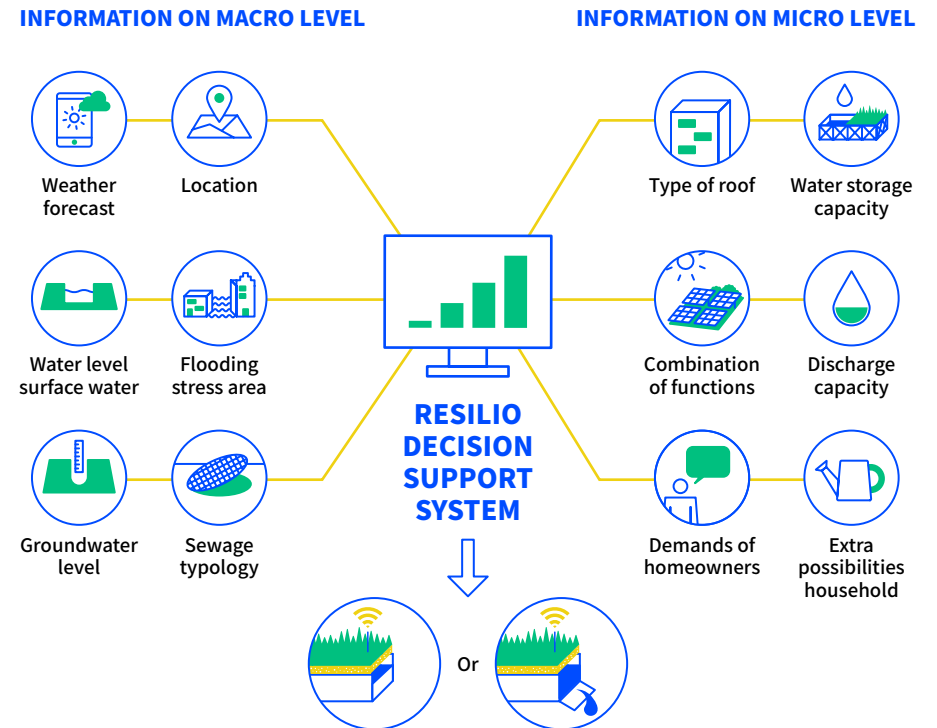 INFORMATION ON MACRO LEVEL
INFORMATION ON MICRO LEVEL
Weather
forecast
Location
Type of roof
Water storage
capacity
Water level
surface water
Flooding
stress area
Combination
of functions
Discharge
capacity
RESILIO
DECISION
SUPPORT
SYSTEM
Groundwater
level
Sewage
typology
Demands of
homeowners
Extra
possibilities
household
Or